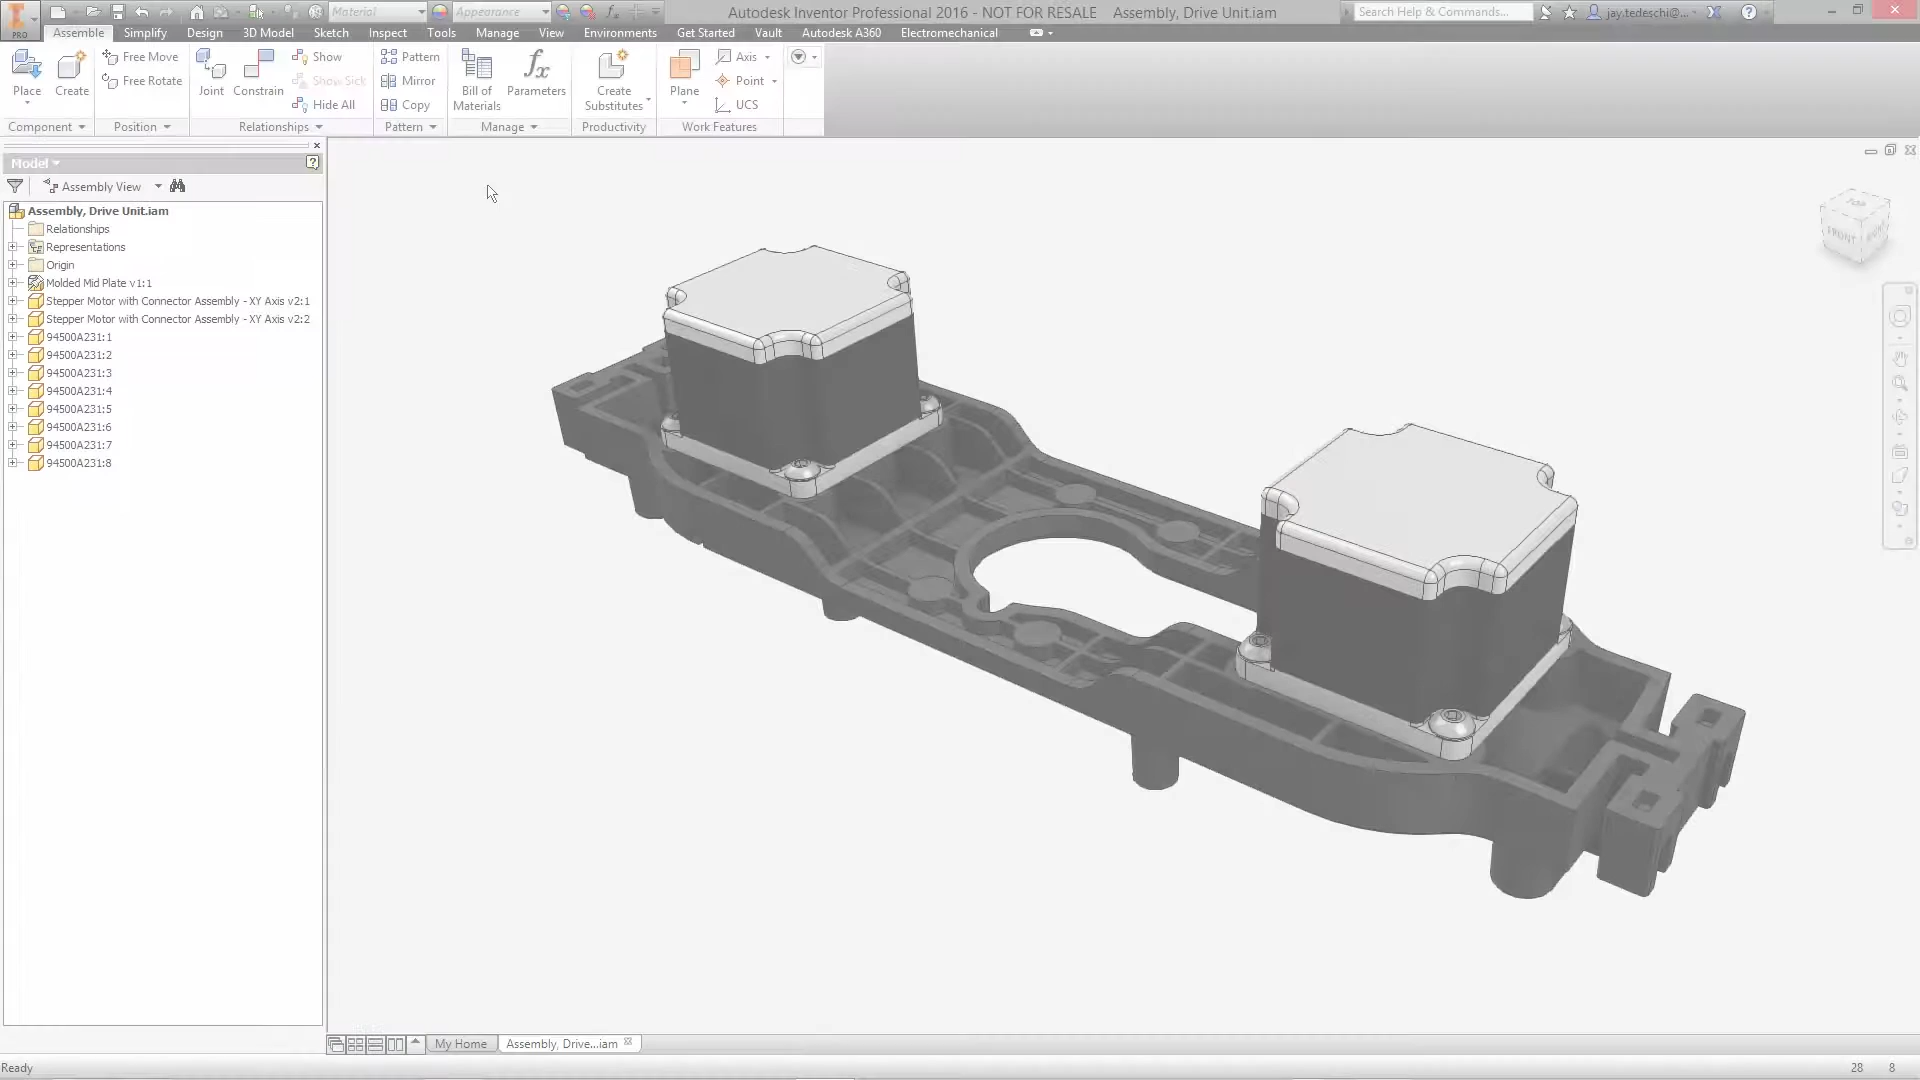 Material
Appearance
Autodesk Inventor Professional 2016 - NOT FOR RESALE Assembly, Drive Unit.iam
Search Help & Commands...
jay.tedeschi@...
PRO
Assemble Simplify Design 3D Model Sketch Inspect Tools Manage View Environments Get Started Vault Autodesk A360 Electromechanical
Place
Create
Free Move
Free Rotate
Joint
Constrain
Show
Show Sick
Hide All
Pattern
Mirror
Copy
Bill of
Materials
Parameters
Create
Substitutes
Plane
Axis
Point
UCS
Component Position Relationships Pattern Manage Productivity Work Features
Model
Assembly View
Assembly, Drive Unit.iam
Relationships
Representations
Origin
Molded Mid Plate v1:1
Stepper Motor with Connector Assembly - XY Axis v2:1
Stepper Motor with Connector Assembly - XY Axis v2:2
94500A231:1
94500A231:2
94500A231:3
94500A231:4
94500A231:5
94500A231:6
94500A231:7
94500A231:8
FRONT
RIGHT
My Home
Assembly, Drive...iam
Ready
28 8